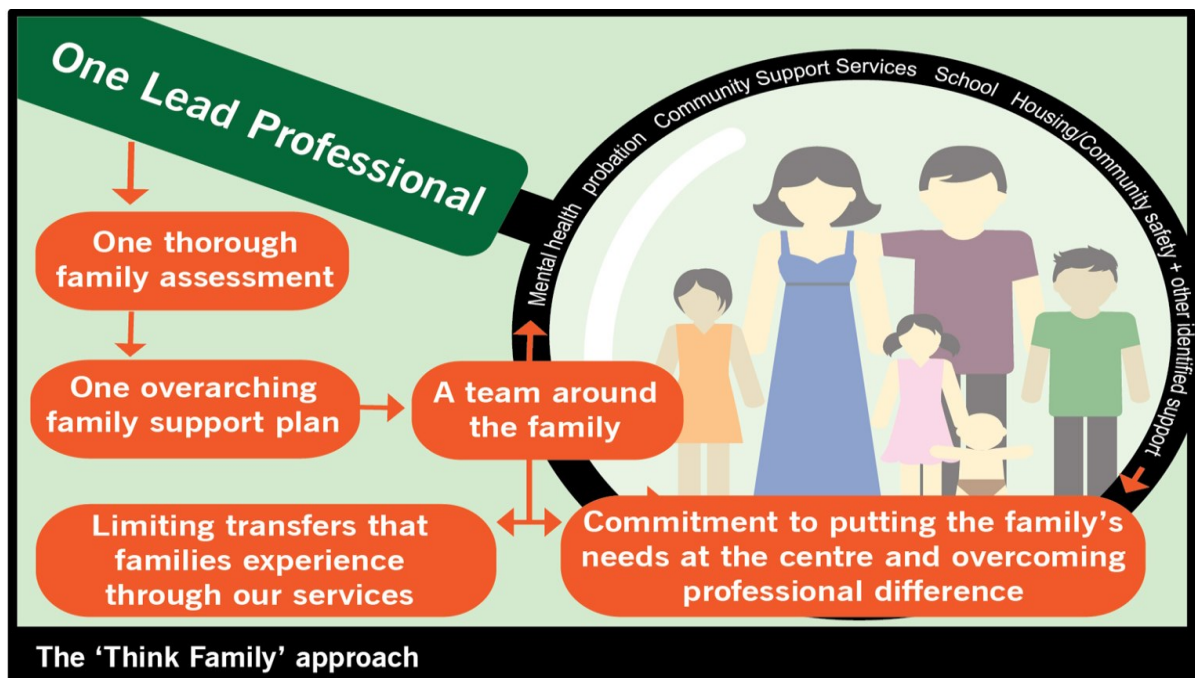 One Lead Professional
One thorough
family assessment
One overarching
family support plan
A team around
the family
Limiting transfers that
families experience
through our services
Commitment to putting the family’s
needs at the centre and overcoming
professional difference
Mental health probation Community Support Services School Housing/Community safety + other identified support
The ‘Think Family’ approach